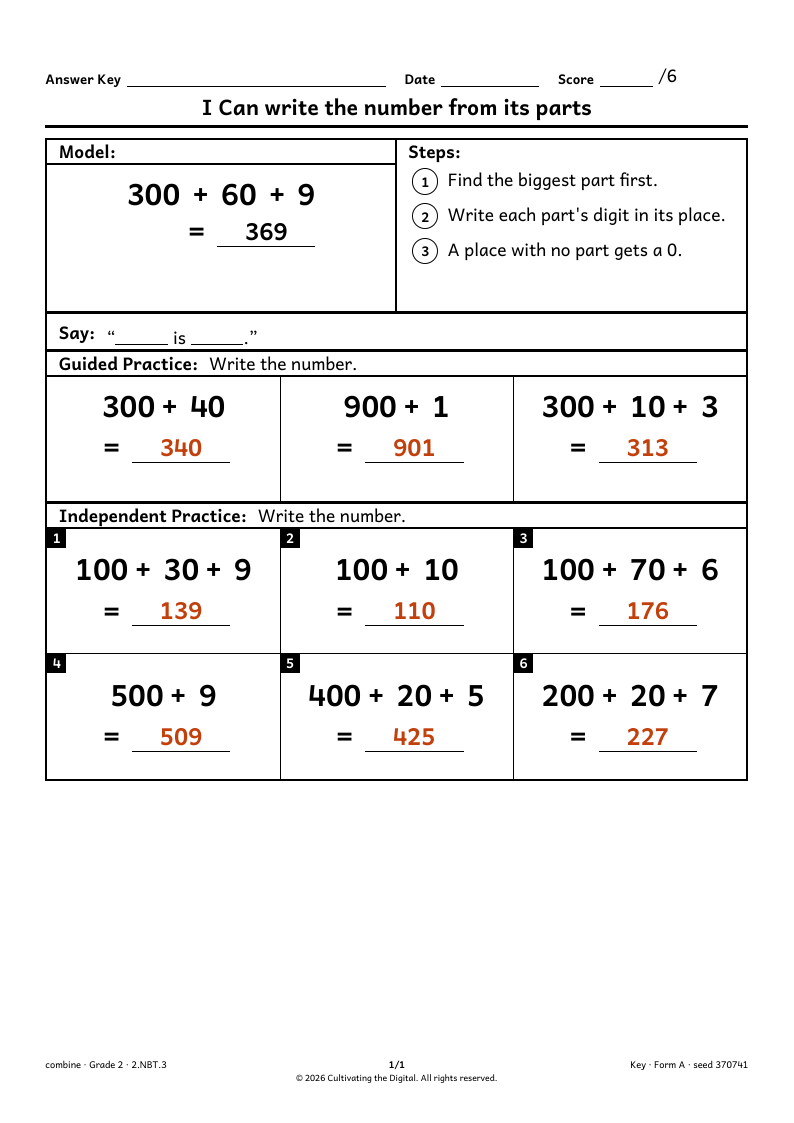 Answer Key ____ Date ____ Score ____ /6
I Can write the number from its parts
Model:
300 + 60 + 9
= 369
Steps:
1 Find the biggest part first.
2 Write each part's digit in its place.
3 A place with no part gets a 0.
Say: “____ is ____.”
Guided Practice: Write the number.
300 + 40
= 340
900 + 1
= 901
300 + 10 + 3
= 313
Independent Practice: Write the number.
1
100 + 30 + 9
= 139
2
100 + 10
= 110
3
100 + 70 + 6
= 176
4
500 + 9
= 509
5
400 + 20 + 5
= 425
6
200 + 20 + 7
= 227
combine · Grade 2 · 2.NBT.3
1/1
Key · Form A · seed 370741
© 2026 Cultivating the Digital. All rights reserved.